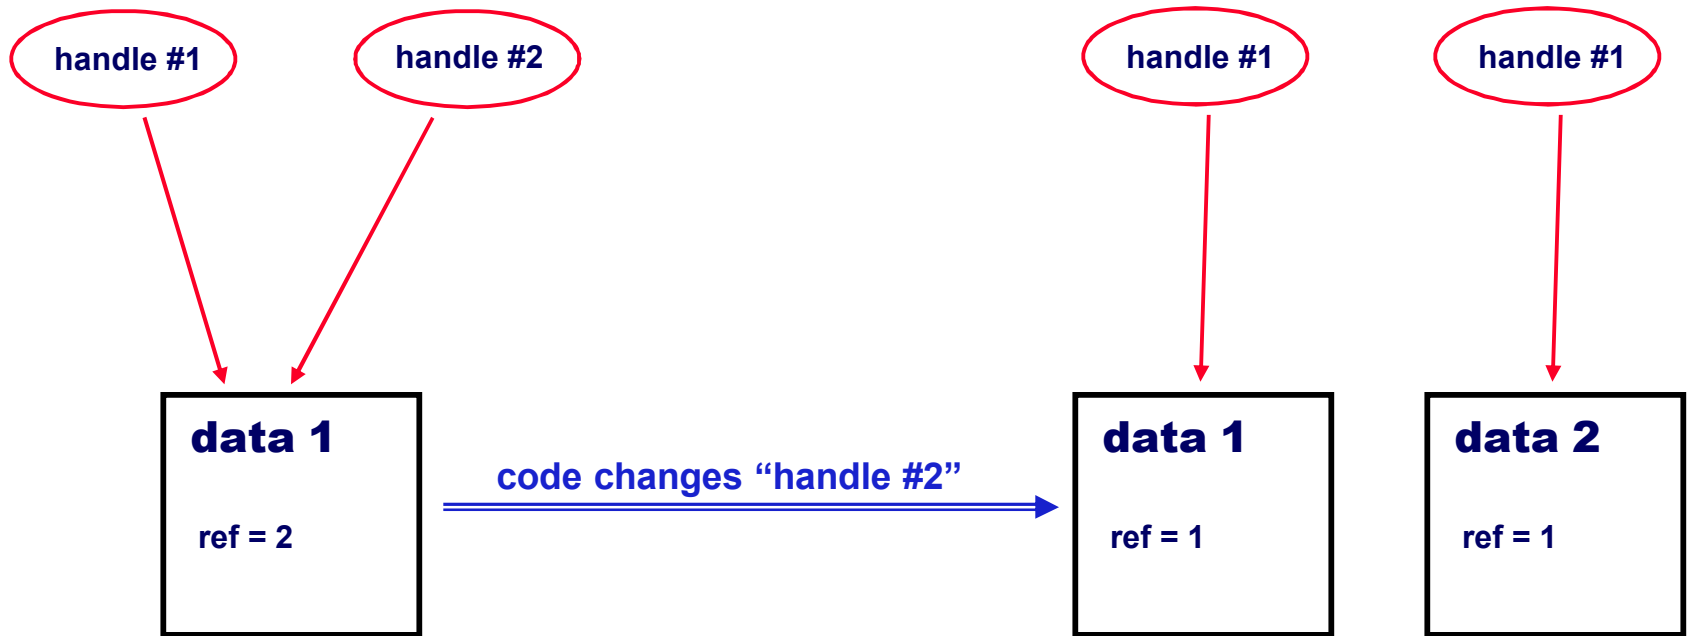 handle #1
handle #2
handle #1
handle #1
data 1
ref = 2
code changes “handle #2”
data 1
ref = 1
data 2
ref = 1